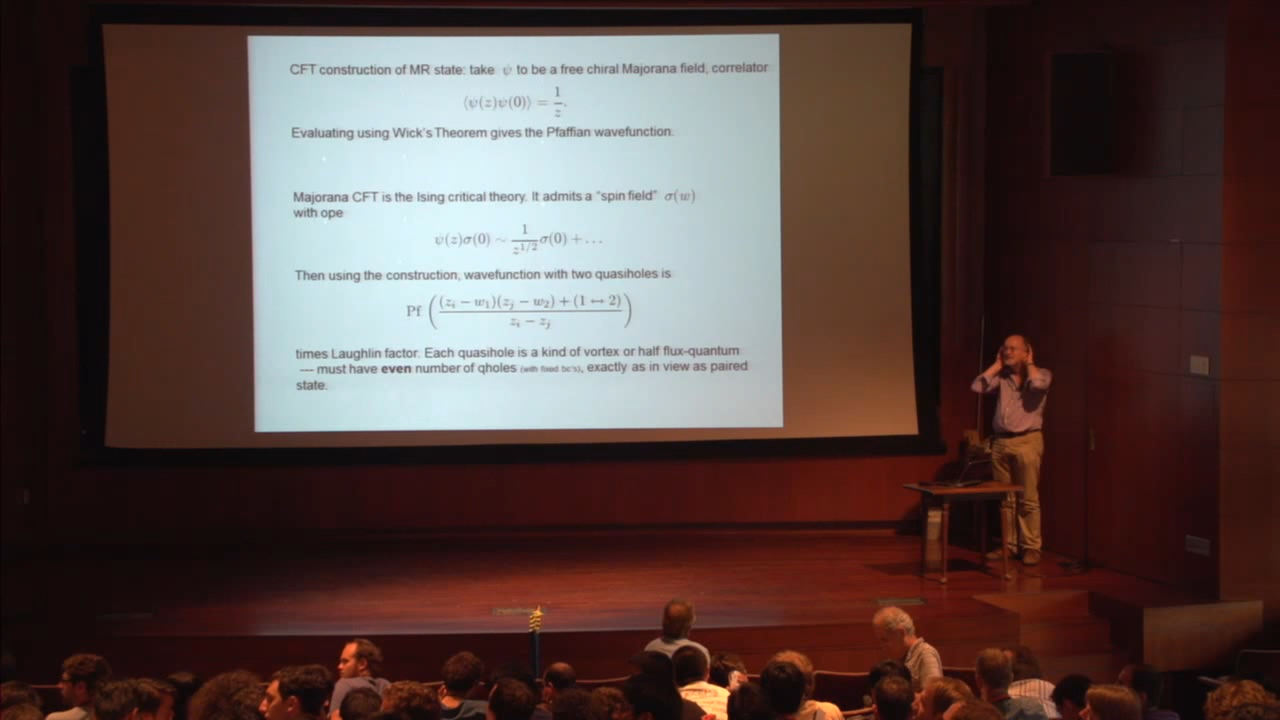 CFT construction of MR state: take ψ to be a free chiral Majorana field, correlator
⟨ψ(z)ψ(0)⟩ = 1/z.
Evaluating using Wick's Theorem gives the Pfaffian wavefunction.
Majorana CFT is the Ising critical theory. It admits a "spin field" σ(w)
with ope
ψ(z)σ(0) ~ 1/z^{1/2} σ(0) + …
Then using the construction, wavefunction with two quasiholes is
Pf ( ((z_i − w_1)(z_j − w_2) + (1 ↔ 2)) / (z_i − z_j) )
times Laughlin factor. Each quasihole is a kind of vortex or half flux-quantum
— must have even number of qholes (with fixed bc's), exactly as in view as paired
state.